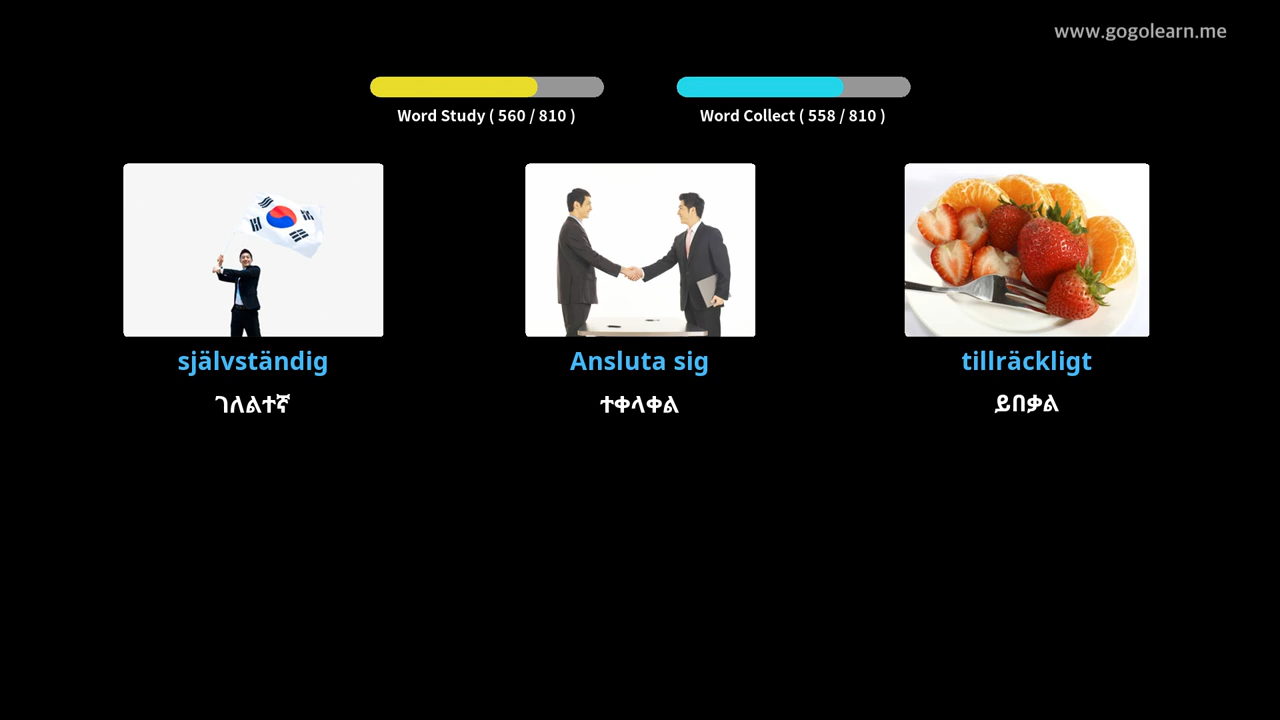 www.gogolearn.me
Word Study ( 560 / 810 )
Word Collect ( 558 / 810 )
självständig
Ansluta sig
tillräckligt
ገለልተኛ
ተቀላቀል
ይበቃል